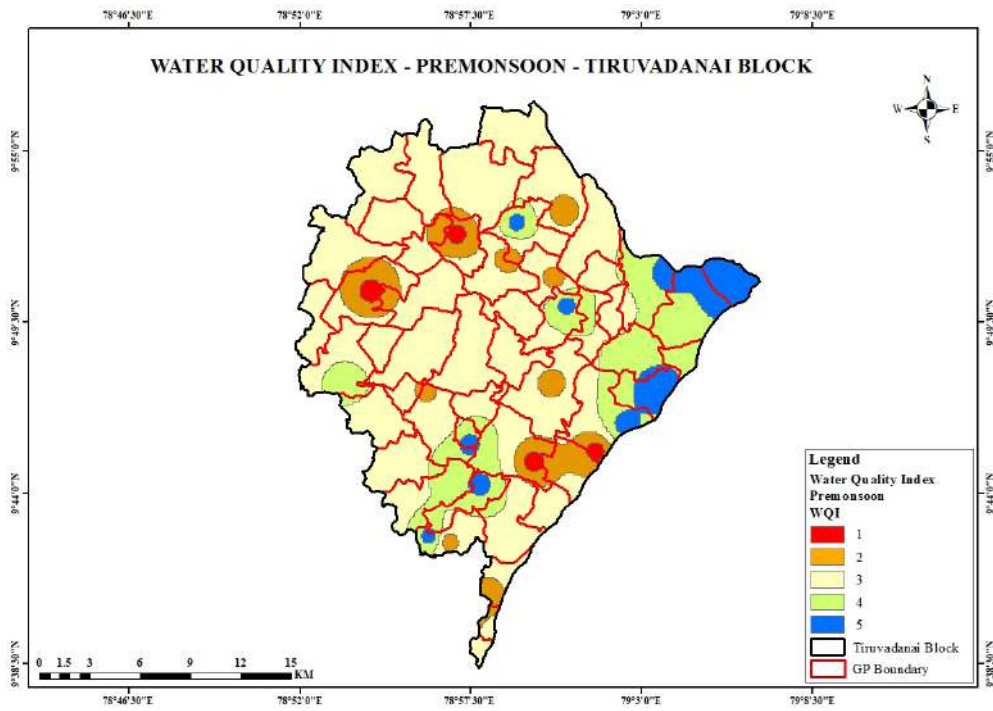 78°46'30"E 78°52'0"E 78°57'30"E 79°3'0"E 79°8'30"E
WATER QUALITY INDEX - PREMONSOON - TIRUVADANAI BLOCK
N
W E
S
9°55'0"N 9°55'0"N
9°49'30"N 9°49'30"N
9°44'0"N 9°44'0"N
9°38'30"N 9°38'30"N
Legend
Water Quality Index
Premonsoon
WQI
1
2
3
4
5
Tiruvadanai Block
GP Boundary
0 1.5 3 6 9 12 15
KM
78°46'30"E 78°52'0"E 78°57'30"E 79°3'0"E 79°8'30"E